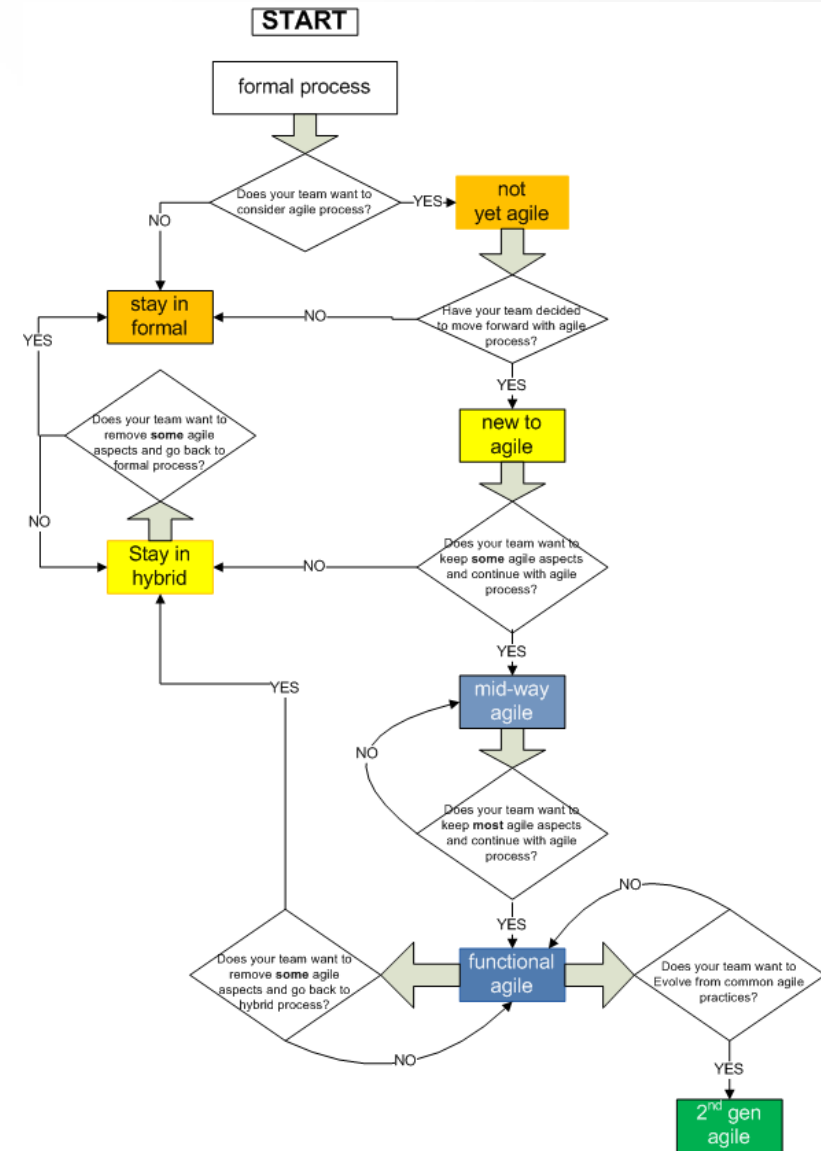 START
formal process
Does your team want to
consider agile process?
YES
not
yet agile
NO
stay in
formal
NO
Have your team decided
to move forward with agile
process?
YES
YES
new to
agile
Does your team want to
remove some agile
aspects and go back to
formal process?
NO
Stay in
hybrid
NO
Does your team want to
keep some agile aspects
and continue with agile
process?
YES
mid-way
agile
YES
NO
Does your team want to
keep most agile aspects
and continue with agile
process?
NO
YES
Does your team want to
remove some agile
aspects and go back to
hybrid process?
functional
agile
Does your team want to
Evolve from common agile
practices?
NO
YES
2nd gen
agile